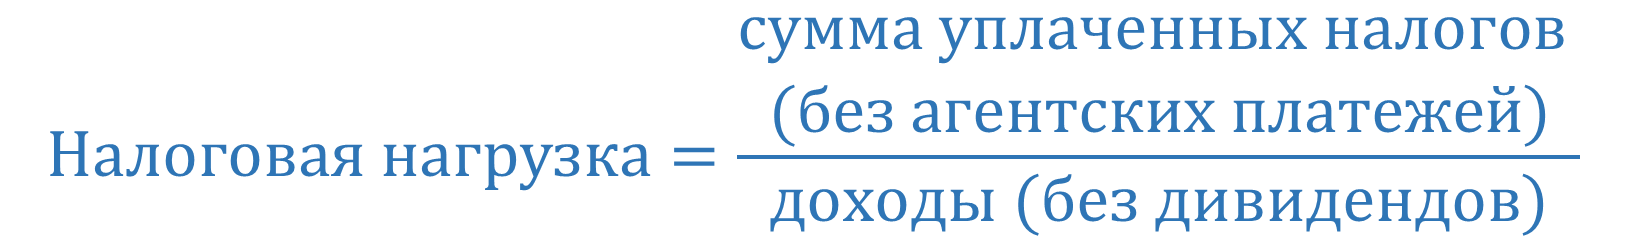 сумма уплаченных налогов
(без агентских платежей)
Налоговая нагрузка =
доходы (без дивидендов)